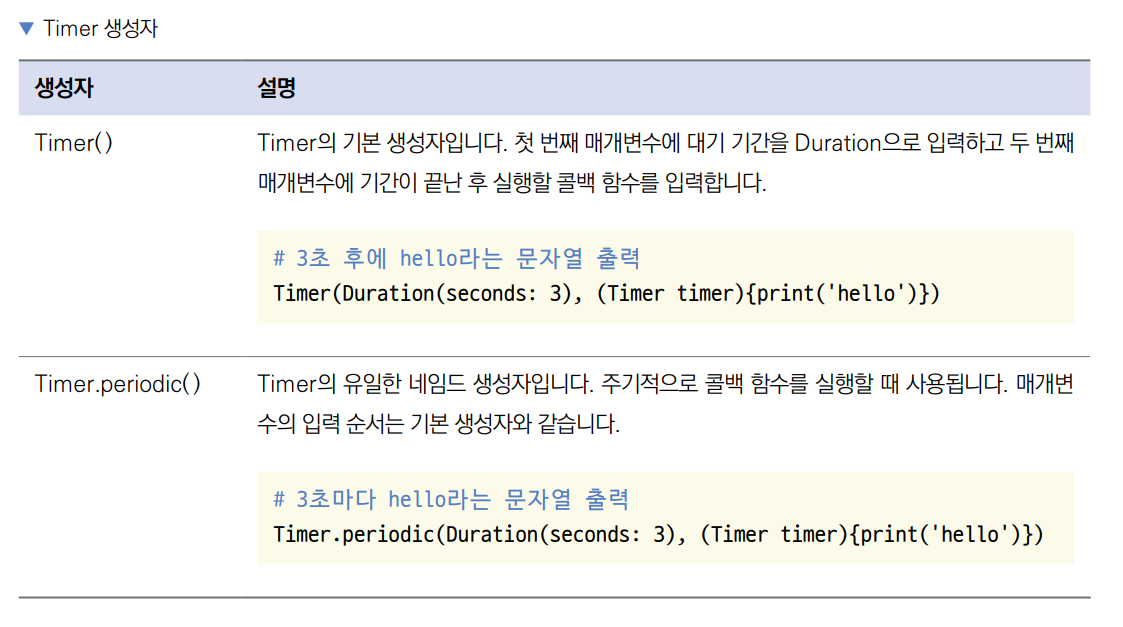 ▼ Timer 생성자
생성자 설명
Timer() Timer의 기본 생성자입니다. 첫 번째 매개변수에 대기 기간을 Duration으로 입력하고 두 번째
매개변수에 기간이 끝난 후 실행할 콜백 함수를 입력합니다.
# 3초 후에 hello라는 문자열 출력
Timer(Duration(seconds: 3), (Timer timer){print('hello')})
Timer.periodic() Timer의 유일한 네임드 생성자입니다. 주기적으로 콜백 함수를 실행할 때 사용됩니다. 매개변
수의 입력 순서는 기본 생성자와 같습니다.
# 3초마다 hello라는 문자열 출력
Timer.periodic(Duration(seconds: 3), (Timer timer){print('hello')})